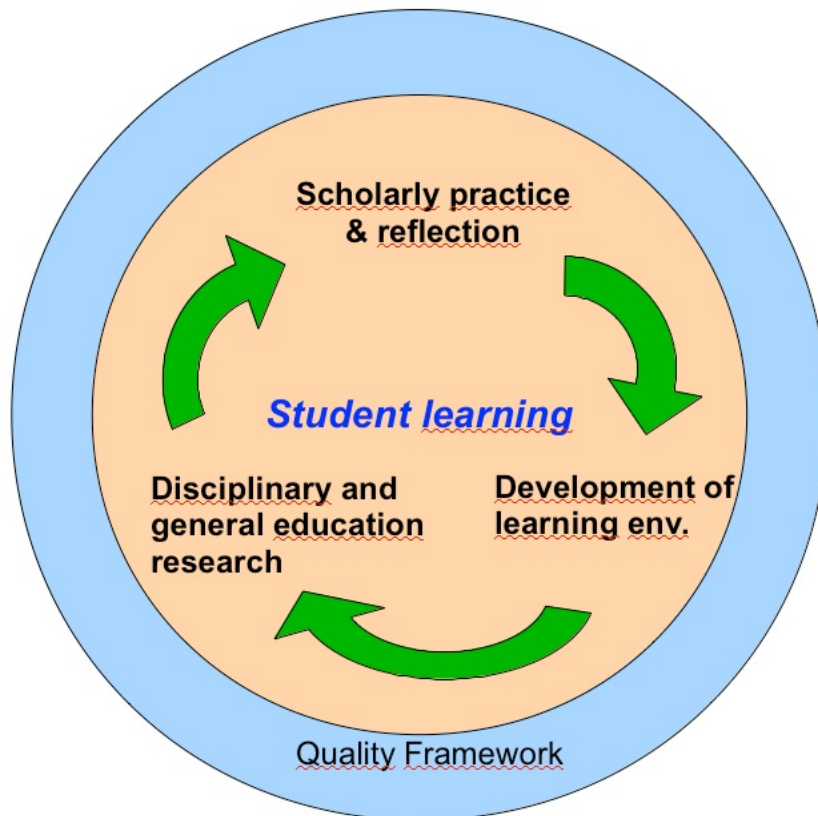 Scholarly practice
& reflection
Student learning
Disciplinary and
general education
research
Development of
learning env.
Quality Framework